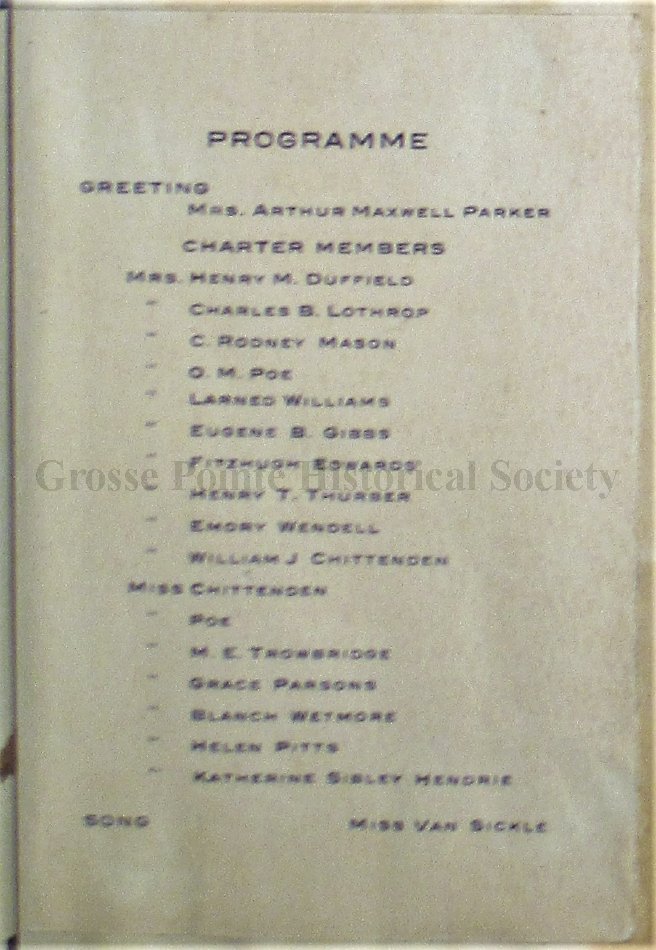 PROGRAMME
GREETING
MRS. ARTHUR MAXWELL PARKER
CHARTER MEMBERS
MRS. HENRY M. DUFFIELD
" CHARLES B. LOTHROP
" C. RODNEY MASON
" O. M. POE
" LARNED WILLIAMS
" EUGENE B. GIBBS
" FITZHUGH EDWARDS
Grosse Pointe Historical Society
" HENRY T. THURBER
" EMORY WENDELL
" WILLIAM J CHITTENDEN
MISS CHITTENDEN
" POE
" M. E. TROWBRIDGE
" GRACE PARSONS
" BLANCH WETMORE
" HELEN PITTS
" KATHERINE SIBLEY HENDRIE
SONG MISS VAN SICKLE